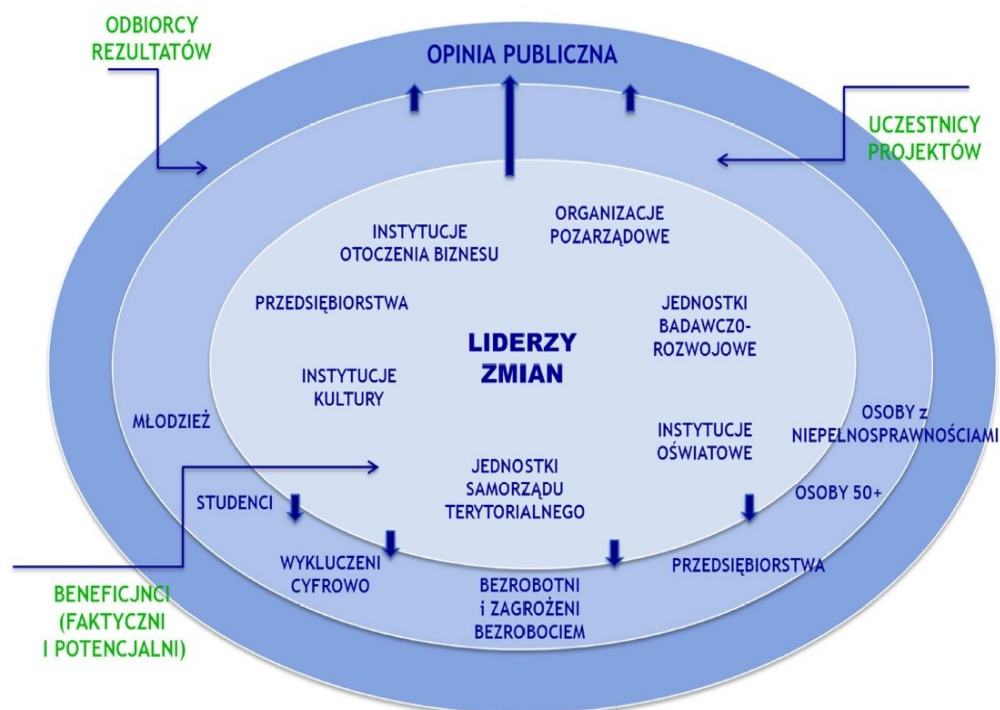 ODBIORCY
REZULTATÓW
OPINIA PUBLICZNA
UCZESTNICY
PROJEKTÓW
INSTYTUCJE
OTOCZENIA BIZNESU
ORGANIZACJE
POZARZĄDOWE
PRZEDSIĘBIORSTWA
JEDNOSTKI
BADAWCZO-
ROZWOJOWE
LIDERZY
ZMIAN
INSTYTUCJE
KULTURY
MŁODZIEŻ
INSTYTUCJE
OŚWIATOWE
OSOBY z
NIEPEŁNOSPRAWNOŚCIAMI
JEDNOSTKI
SAMORZĄDU
TERYTORIALNEGO
STUDENCI
OSOBY 50+
WYKLUCZENI
CYFROWO
BEZROBOTNI
i ZAGROŻENI
BEZROBOCIEM
PRZEDSIĘBIORSTWA
BENEFICJNCI
(FAKTYCZNI
I POTENCJALNI)